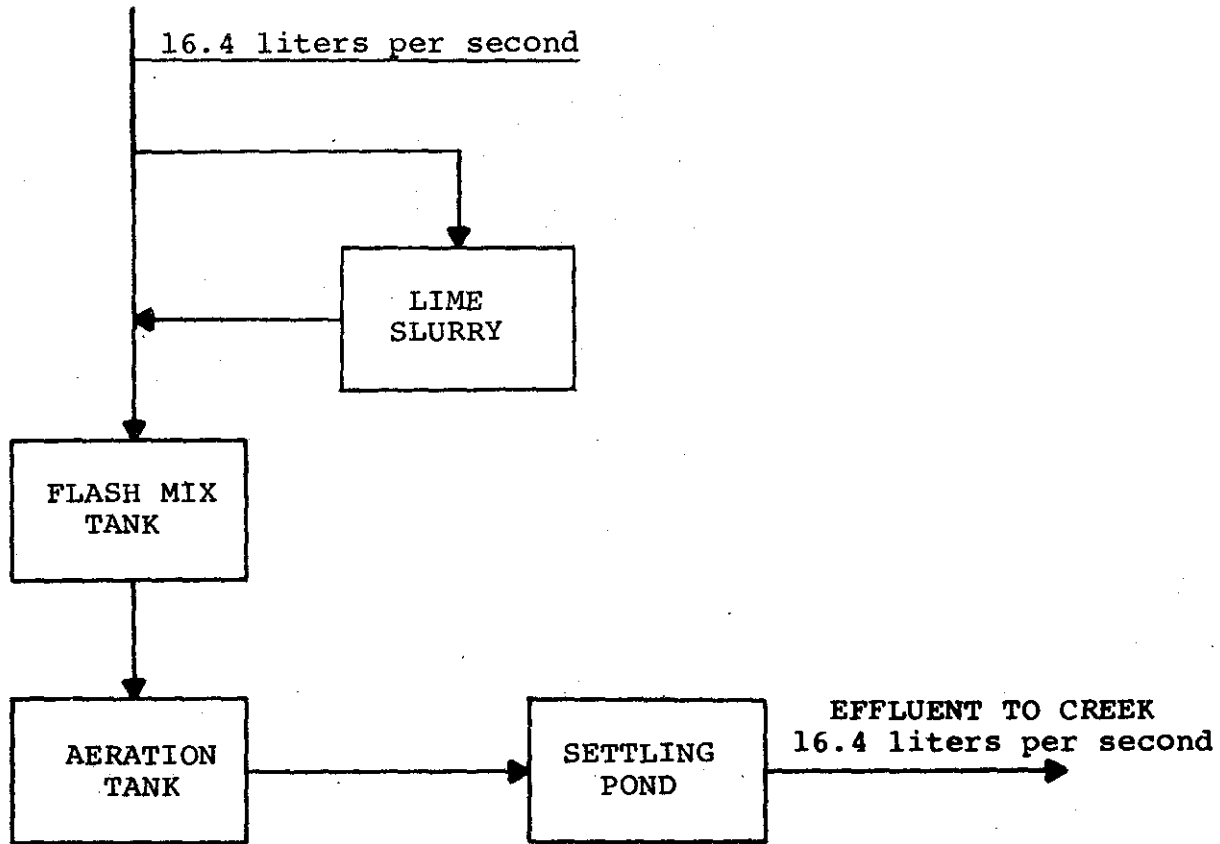 16.4 liters per second
LIME
SLURRY
FLASH MIX
TANK
AERATION
TANK
SETTLING
POND
EFFLUENT TO CREEK
16.4 liters per second